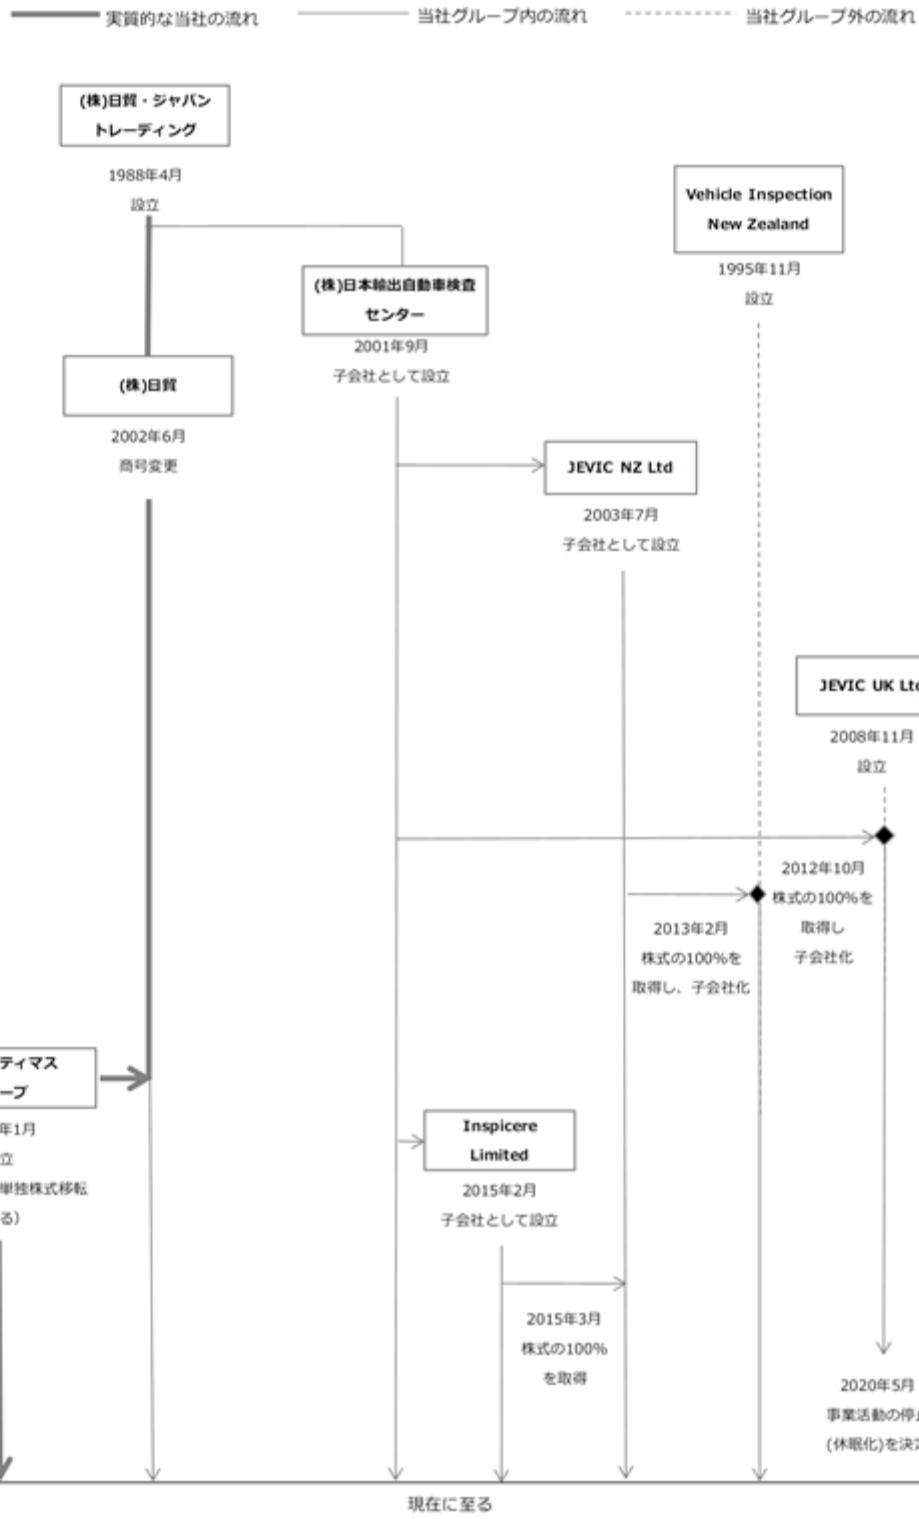 実質的な当社の流れ
当社グループ内の流れ
当社グループ外の流れ
(株)日貿・ジャパン
トレーディング
1988年4月
設立
Vehicle Inspection
New Zealand
1995年11月
設立
(株)日本輸出自動車検査
センター
2001年9月
子会社として設立
(株)日貿
2002年6月
商号変更
JEVIC NZ Ltd
2003年7月
子会社として設立
JEVIC UK Ltd
2008年11月
設立
2012年10月
株式の100%を
取得し
子会社化
2013年2月
株式の100%を
取得し、子会社化
ティマス
ープ
年1月
立
単独株式移転
る)
Inspicere
Limited
2015年2月
子会社として設立
2015年3月
株式の100%
を取得
2020年5月
事業活動の停止
(休眠化)を決
現在に至る